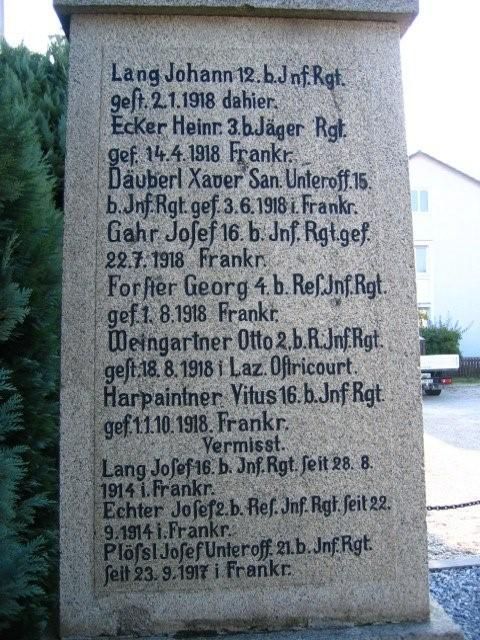 Lang Johann 12. b. Jnf. Rgt.
gest. 2.1.1918 dahier.
Ecker Heinr. 3. b. Jäger Rgt.
gef. 14.4.1918 Frankr.
Däuberl Xaver San. Unteroff. 15.
b. Jnf. Rgt. gef. 3.6.1918 i. Frankr.
Gahr Josef 16. b. Jnf. Rgt. gef.
22.7.1918 Frankr.
Forster Georg 4. b. Res. Jnf. Rgt.
gef. 1.8.1918 Frankr.
Weingartner Otto 2. b. R. Jnf. Rgt.
gest. 18.8.1918 i Laz. Ostricourt.
Harpaintner Vitus 16. b. Jnf Rgt
gef. 11.10.1918. Frankr.
Vermisst.
Lang Josef 16. b. Jnf. Rgt. seit 28. 8.
1914 i. Frankr.
Echter Josef 2. b. Res. Jnf. Rgt. seit 22.
9.1914 i. Frankr.
Plössl Josef Unteroff. 21. b. Jnf. Rgt.
seit 23.9.1917 i Frankr.